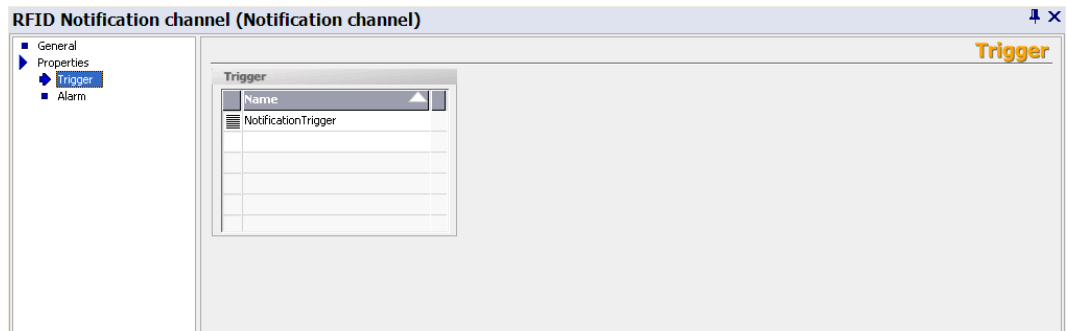 RFID Notification channel (Notification channel)
General
Properties
Trigger
Alarm
Trigger
Trigger
Name
NotificationTrigger